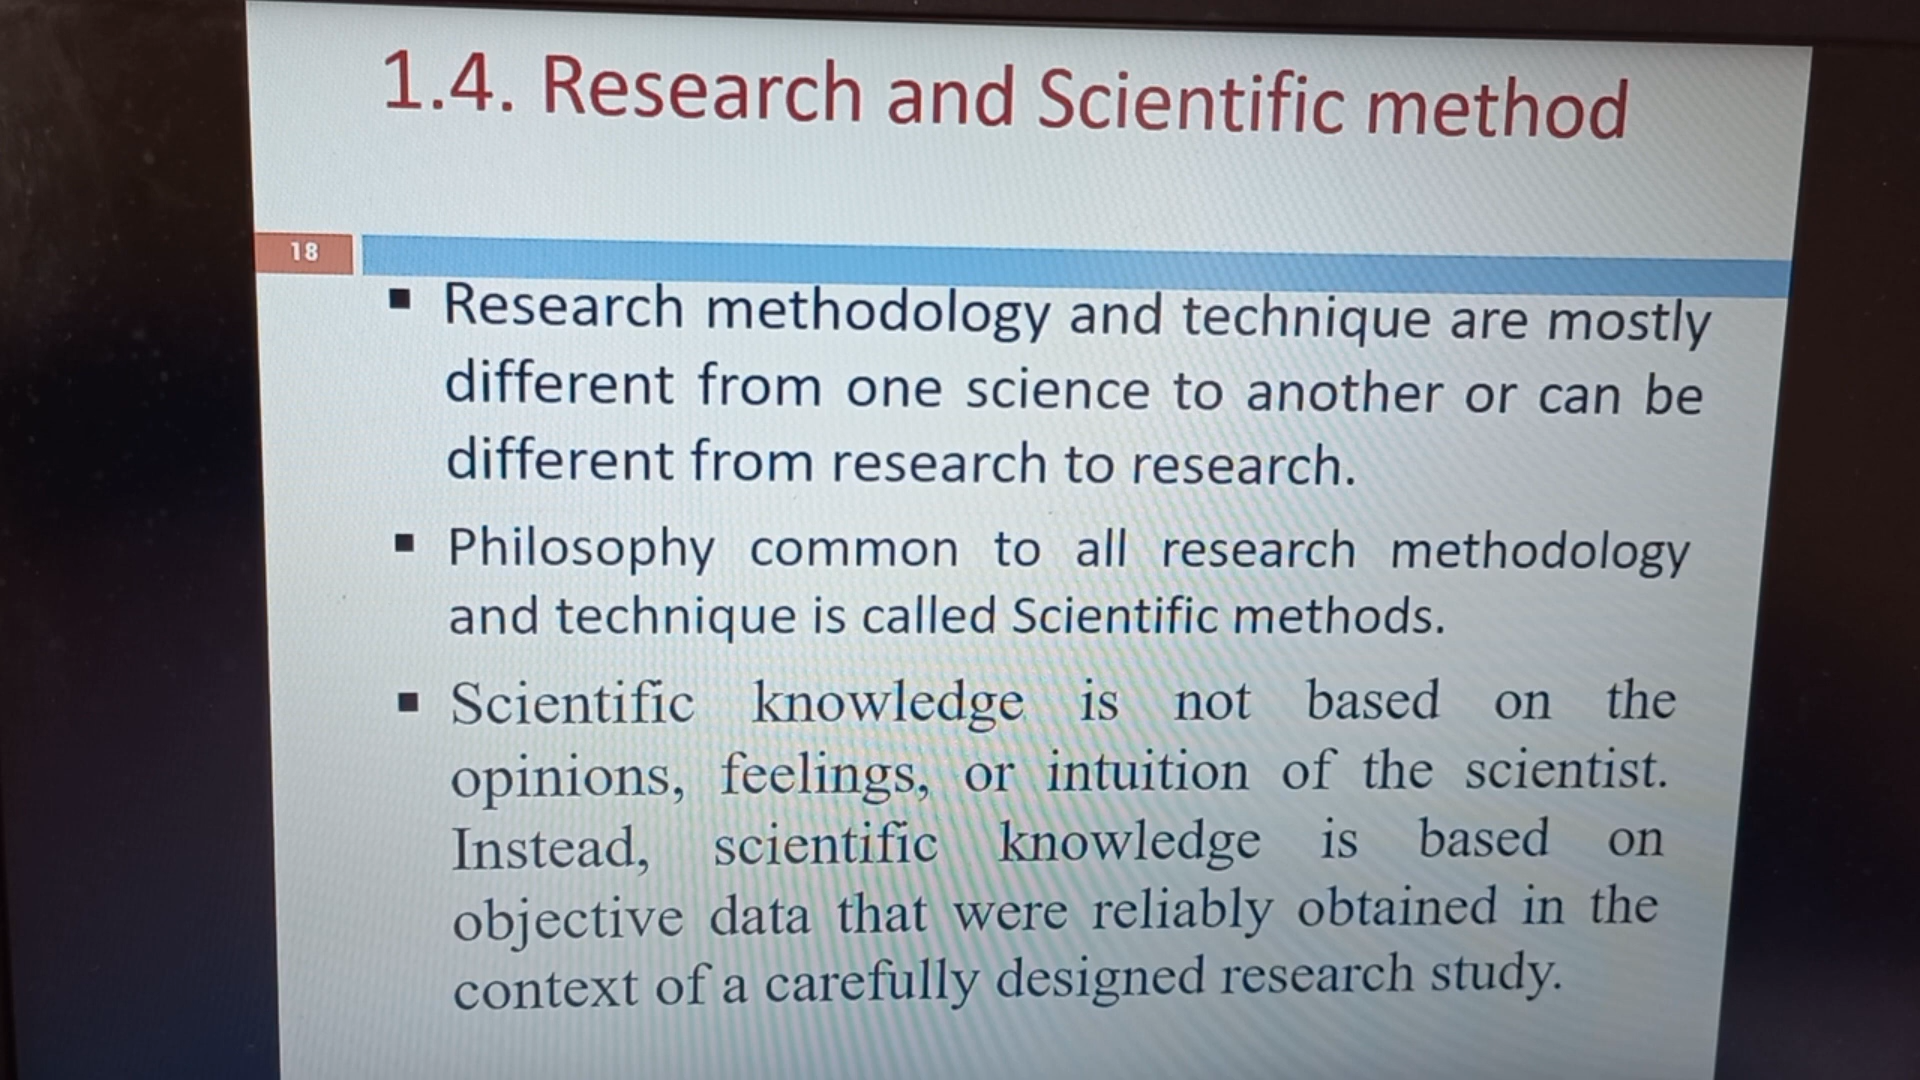 1.4. Research and Scientific method
18
▪ Research methodology and technique are mostly
different from one science to another or can be
different from research to research.
▪ Philosophy common to all research methodology
and technique is called Scientific methods.
▪ Scientific knowledge is not based on the
opinions, feelings, or intuition of the scientist.
Instead, scientific knowledge is based on
objective data that were reliably obtained in the
context of a carefully designed research study.